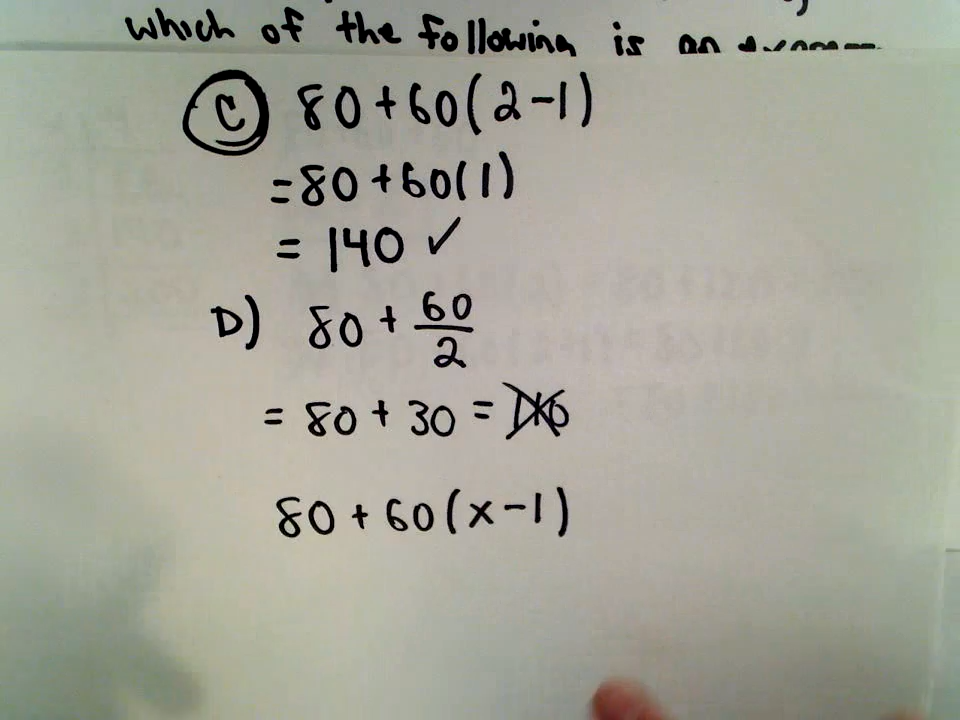 which of the following is an
C 80 + 60 ( 2 - 1 )
= 80 + 60 ( 1 )
= 140 ✓
D) 80 + 60/2
= 80 + 30 =
80 + 60 ( x - 1 )